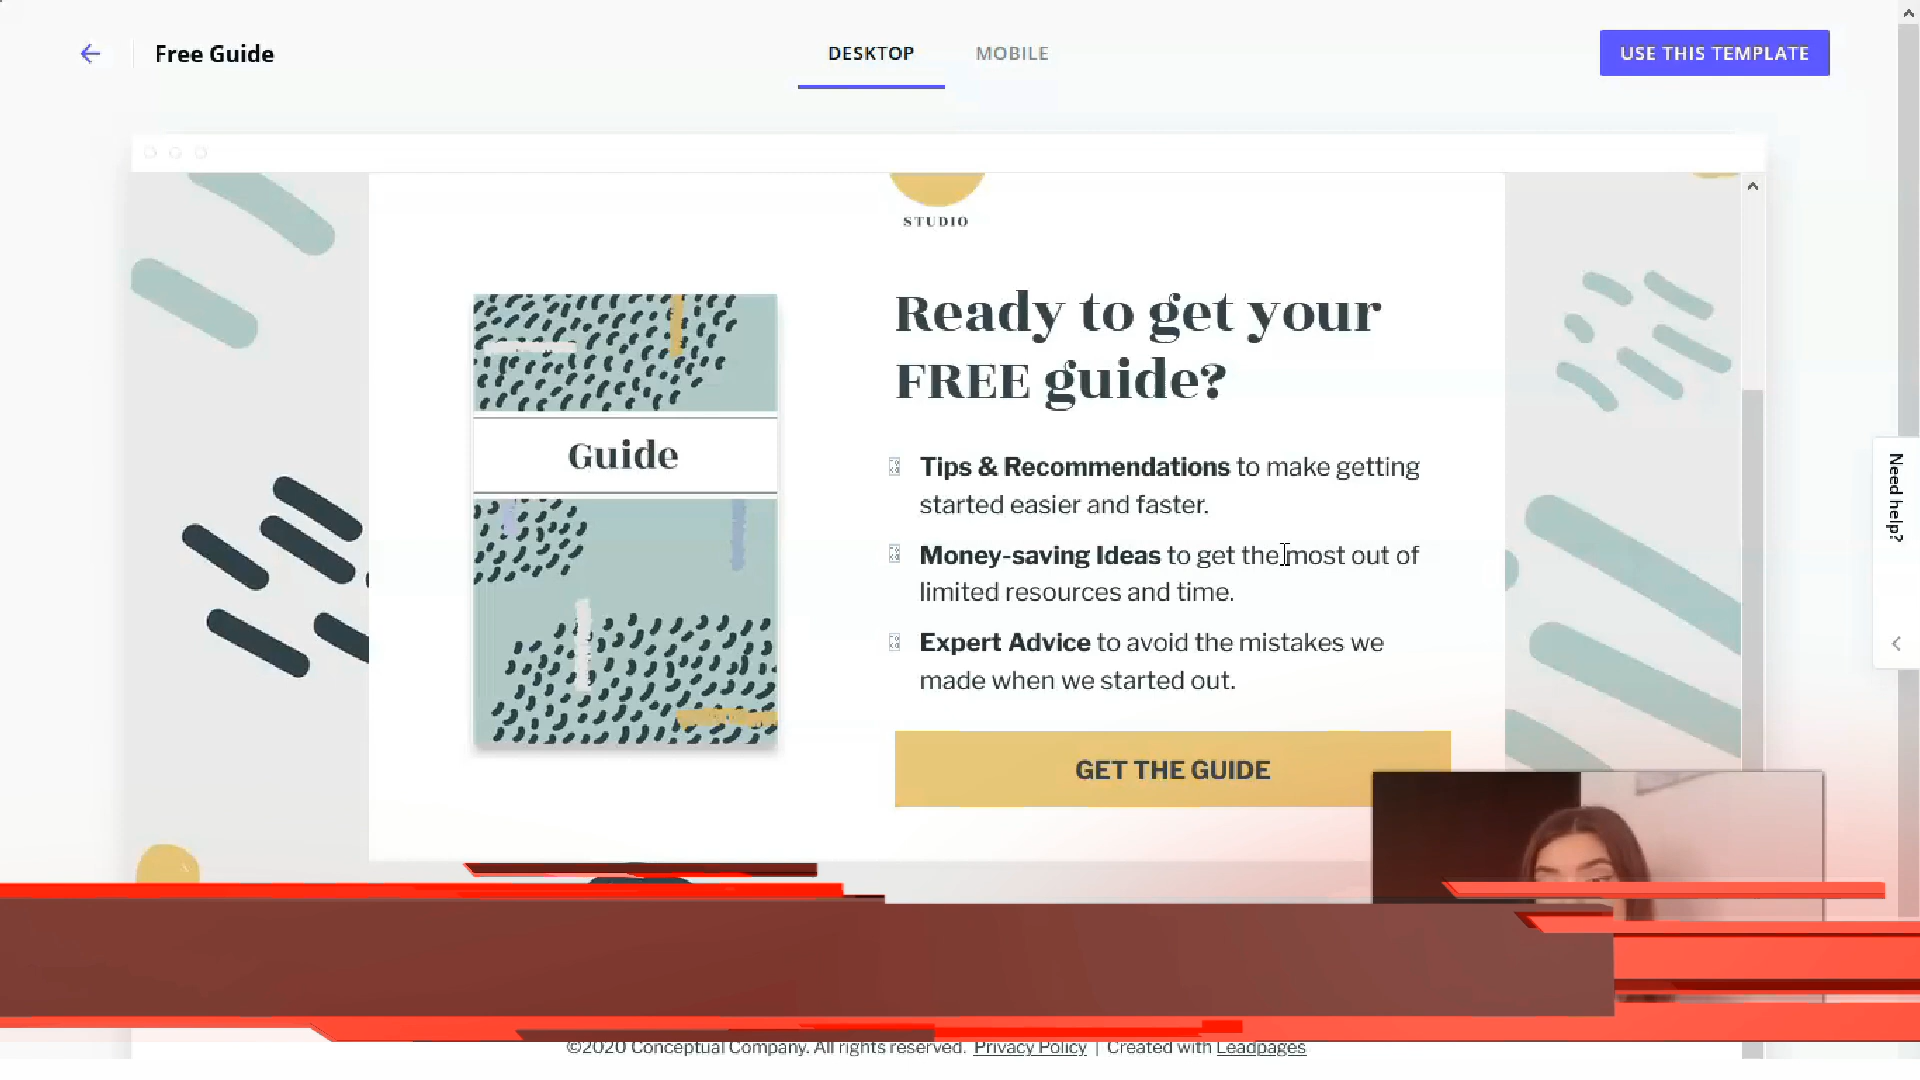 Free Guide
DESKTOP
MOBILE
USE THIS TEMPLATE
STUDIO
Guide
Ready to get your
FREE guide?
Tips & Recommendations to make getting
started easier and faster.
Money-saving Ideas to get the most out of
limited resources and time.
Expert Advice to avoid the mistakes we
made when we started out.
GET THE GUIDE
Need help?
©2020 Conceptual Company. All rights reserved. Privacy Policy | Created with Leadpages